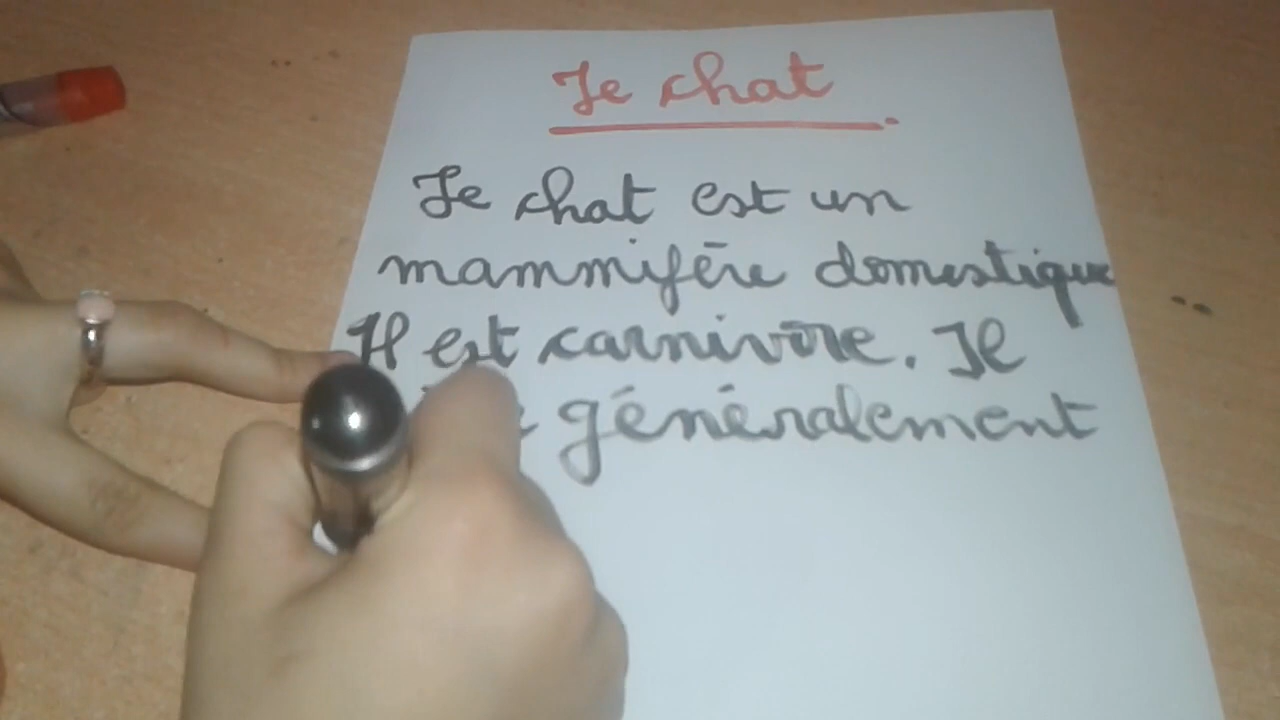 Le chat
Le chat est un
mammifère domestique
Il est carnivore. Il
généralement